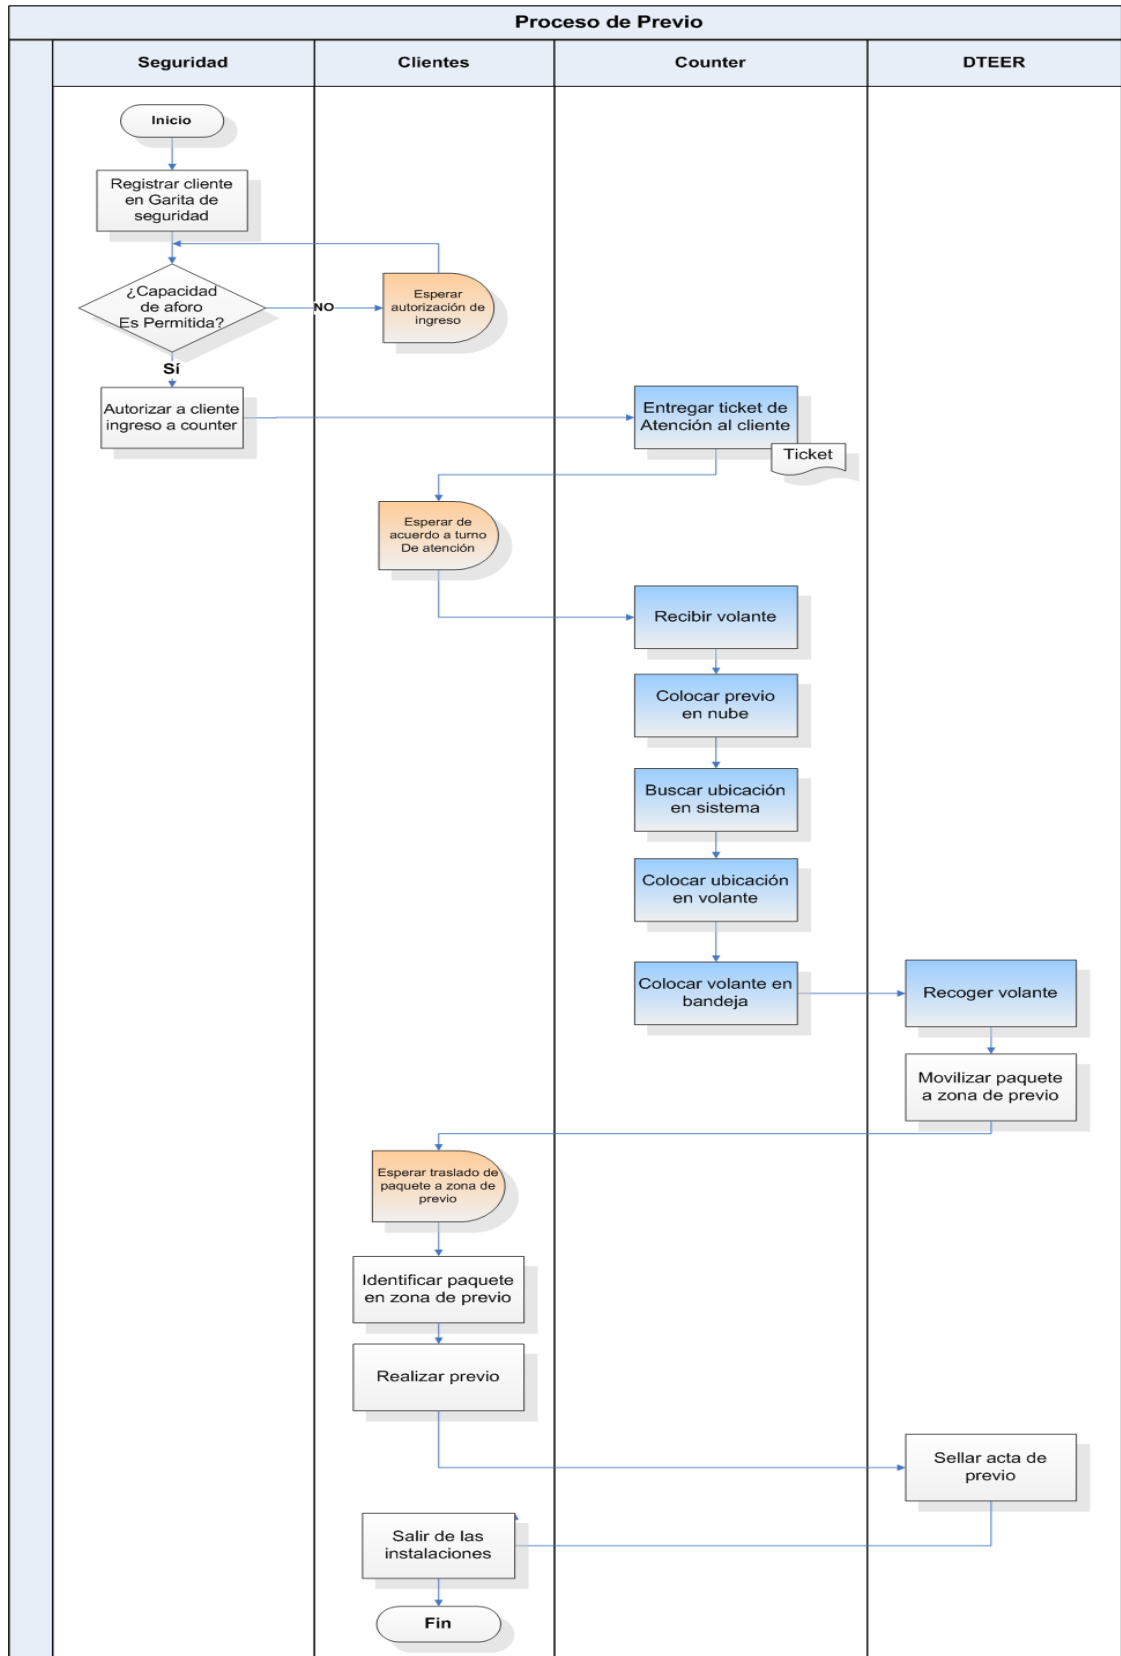 Proceso de Previo
Seguridad
Clientes
Counter
DTEER
Inicio
Registrar cliente
en Garita de
seguridad
¿Capacidad
de aforo
Es Permitida?
NO
Esperar
autorización de
ingreso
Sí
Autorizar a cliente
ingreso a counter
Entregar ticket de
Atención al cliente
Ticket
Esperar de
acuerdo a turno
De atención
Recibir volante
Colocar previo
en nube
Buscar ubicación
en sistema
Colocar ubicación
en volante
Colocar volante en
bandeja
Recoger volante
Movilizar paquete
a zona de previo
Esperar traslado de
paquete a zona de
previo
Identificar paquete
en zona de previo
Realizar previo
Sellar acta de
previo
Salir de las
instalaciones
Fin